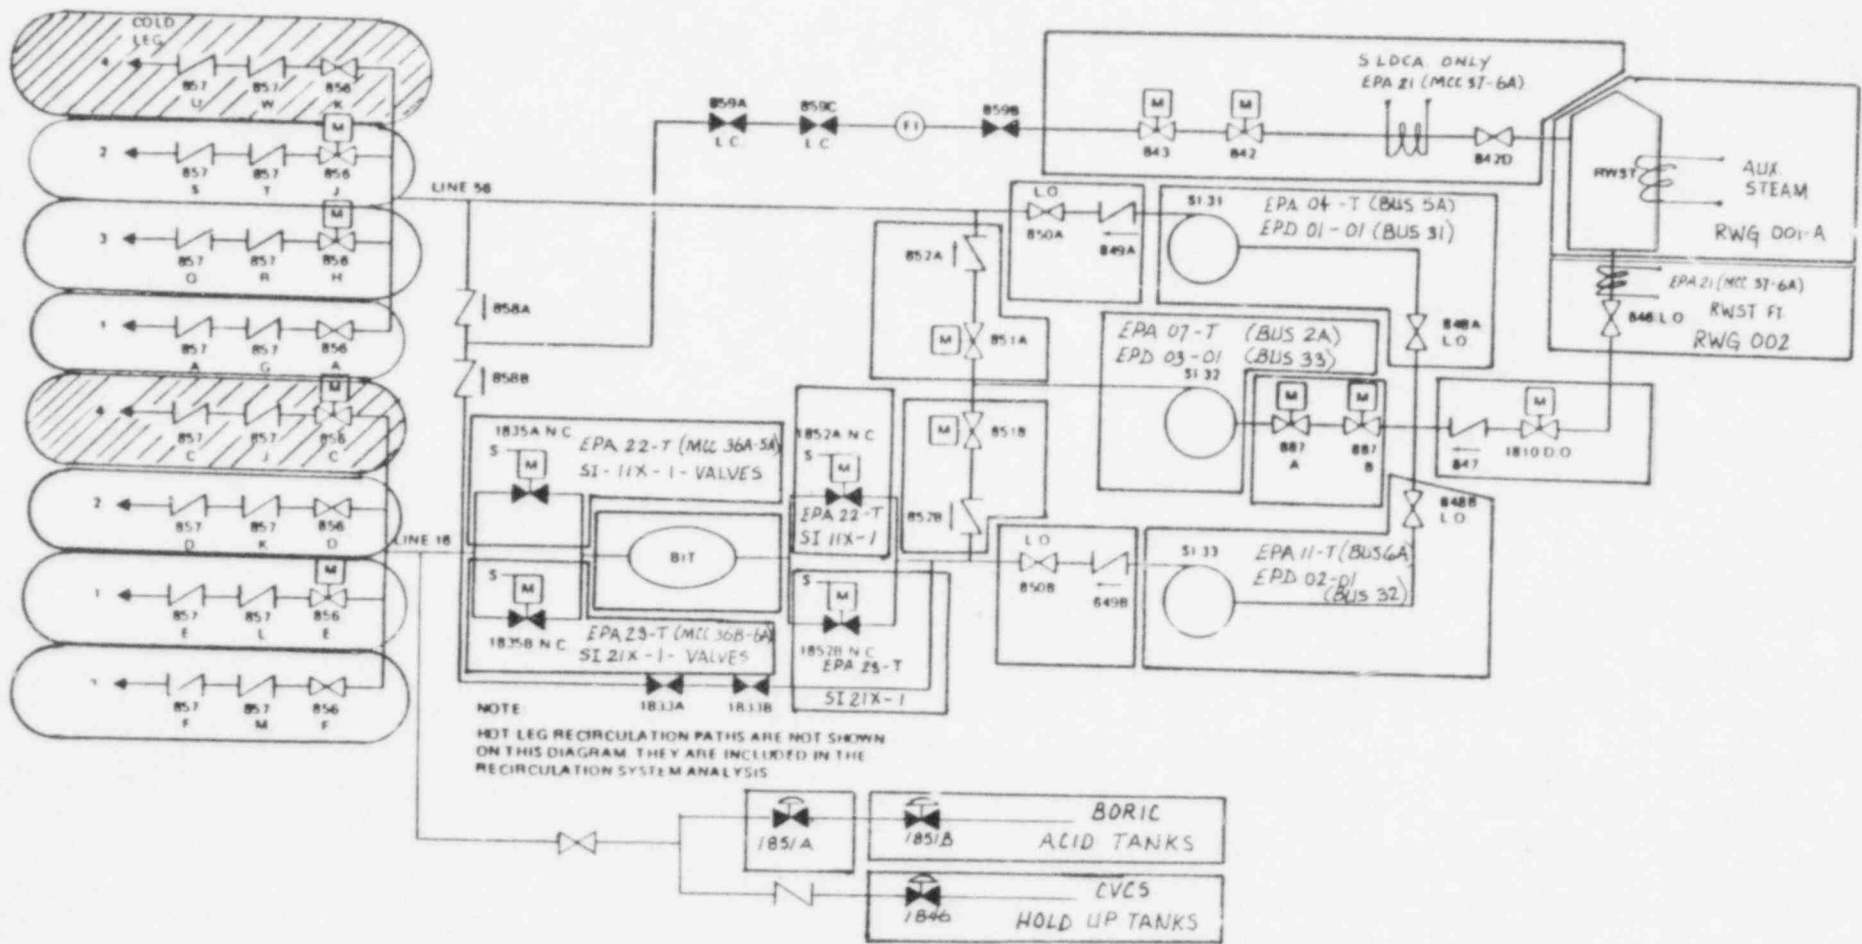 COLD
LEG
4
857
U
857
W
856
K
M
2
857
S
857
T
856
J
M
3
857
Q
857
R
856
H
1
857
A
857
G
856
A
M
4
857
C
857
J
856
C
2
857
D
857
K
856
D
M
1
857
E
857
L
856
E
857
F
857
M
856
F
LINE 56
LINE 16
858A
858B
859A
L.C.
859C
L.C.
FI
859B
S LOCA ONLY
EPA 21 (MCC 37-6A)
M
843
M
842
842D
RWST
AUX.
STEAM
RWG 001-A
EPA 21 (MCC 37-6A)
846 L.O
RWST FT.
RWG 002
L.O
850A
849A
SI 31
EPA 04-T (BUS 5A)
EPD 01-01 (BUS 31)
848A
L.O.
852A
M
851A
EPA 07-T (BUS 2A)
EPD 03-01 (BUS 33)
SI 32
M
887
A
M
887
B
847
M
1810 D.O
M
851B
852B
848B
L.O.
L.O
850B
849B
SI 33
EPA 11-T (BUS 6A)
EPD 02-01
(BUS 32)
1835A N C
S
M
EPA 22-T (MCC 36A-5A)
SI-11X-1-VALVES
BIT
S
M
1835B N C
EPA 23-T (MCC 36B-6A)
SI 21X-1-VALVES
1852A N C
S
M
EPA 22-T
SI 11X-1
S
M
1852B N C
EPA 23-T
SI 21X-1
1833A
1833B
NOTE:
HOT LEG RECIRCULATION PATHS ARE NOT SHOWN
ON THIS DIAGRAM. THEY ARE INCLUDED IN THE
RECIRCULATION SYSTEM ANALYSIS
1851A
1851B
BORIC
ACID TANKS
1846
CVCS
HOLD UP TANKS